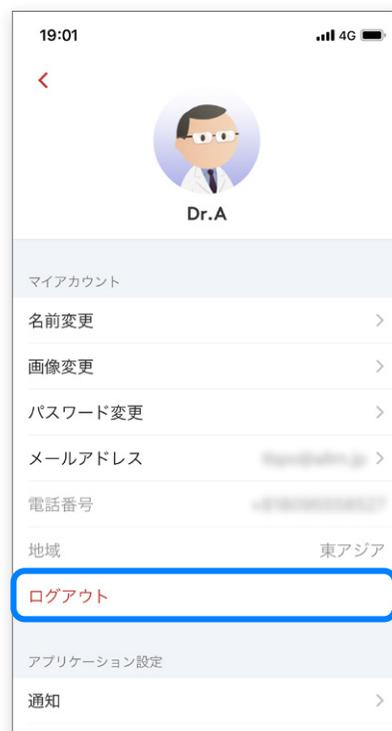 19:01
4G
Dr.A
マイアカウント
名前変更
画像変更
パスワード変更
メールアドレス
電話番号
地域 東アジア
ログアウト
アプリケーション設定
通知